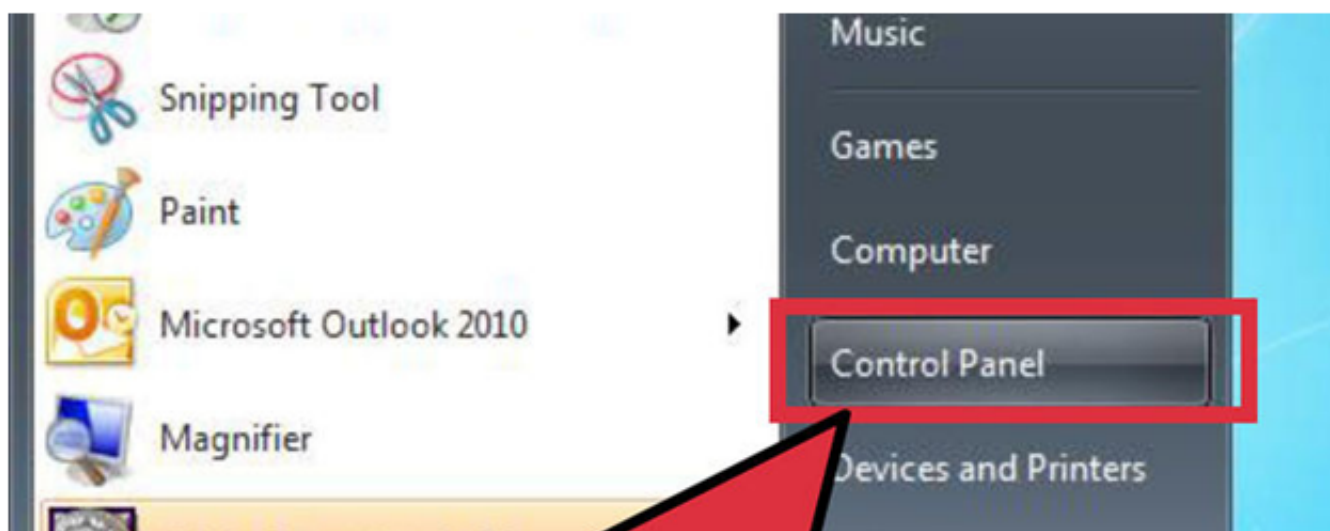 Snipping Tool
Paint
Microsoft Outlook 2010
Magnifier
Music
Games
Computer
Control Panel
Devices and Printers